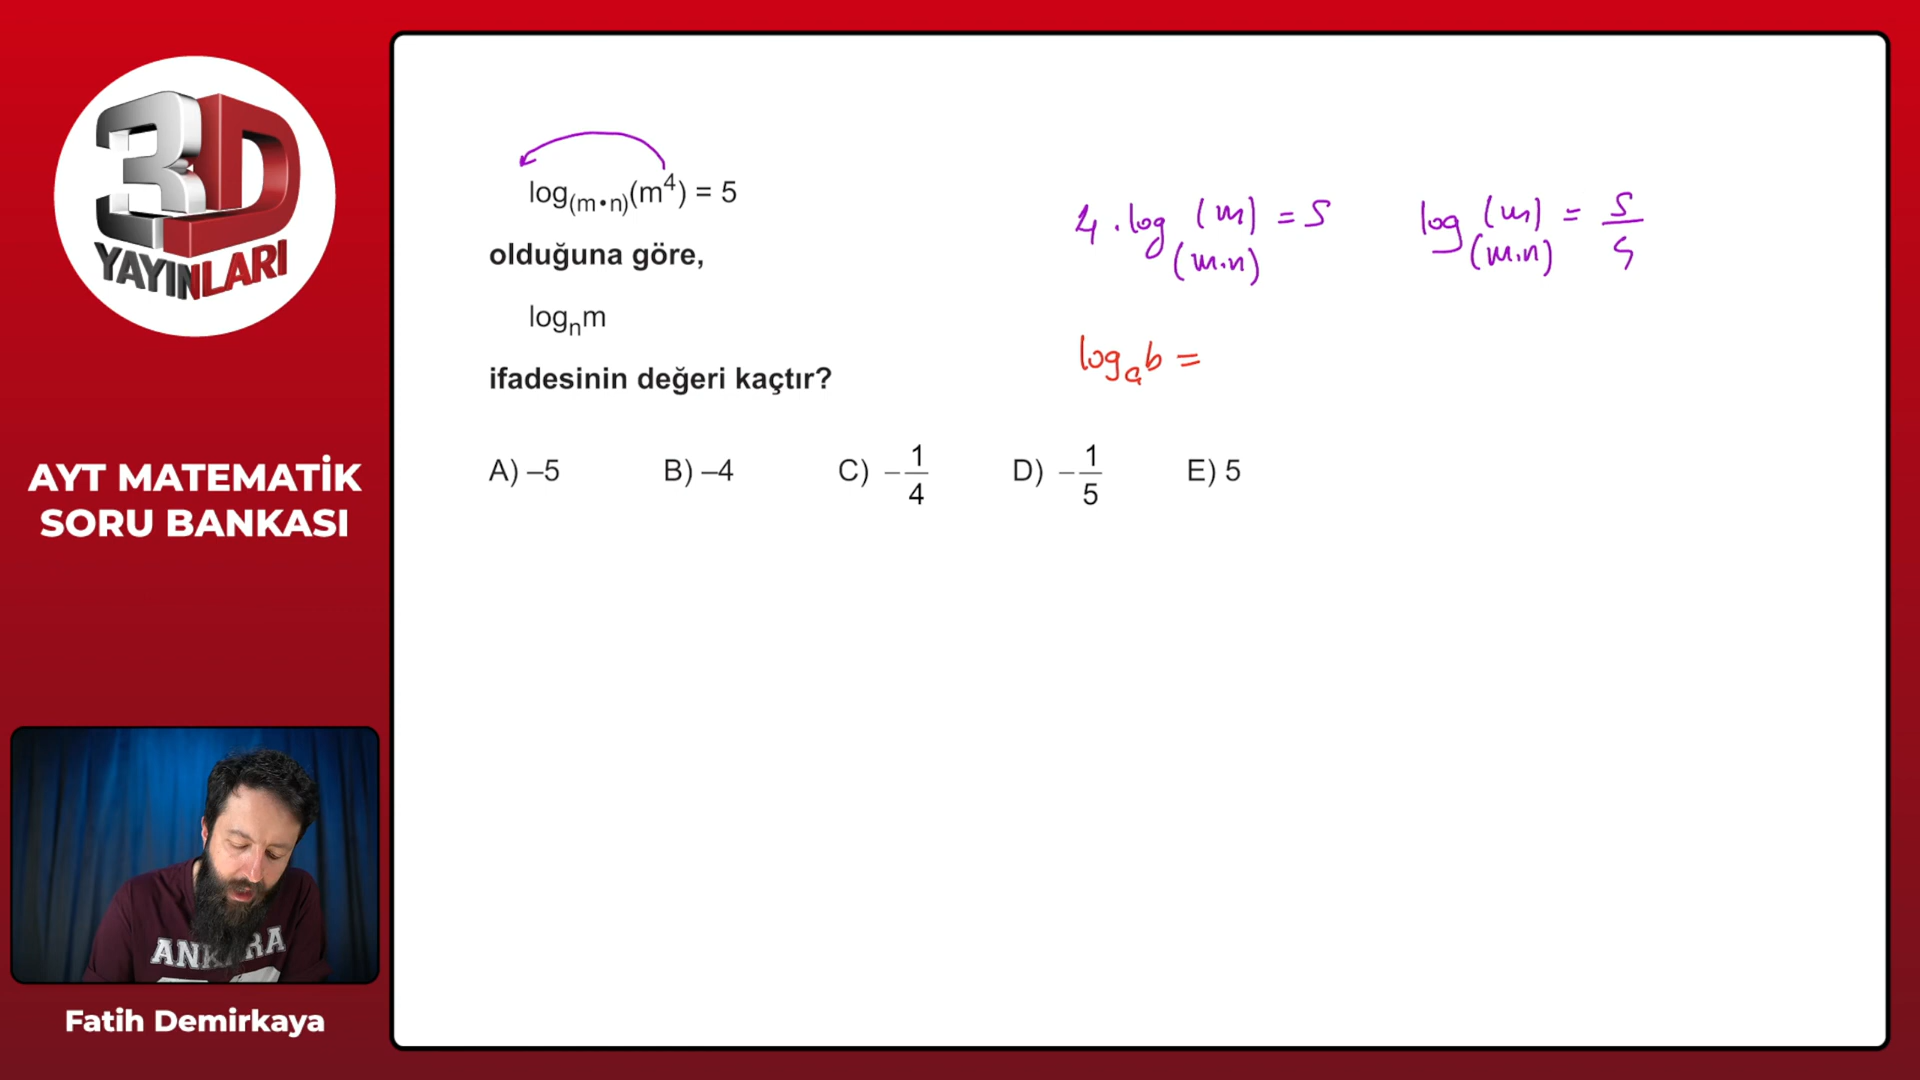 3D
YAYINLARI
AYT MATEMATİK
SORU BANKASI
ANKARA
Fatih Demirkaya
log(m•n)(m⁴) = 5
olduğuna göre,
logₙm
ifadesinin değeri kaçtır?
A) –5 B) –4 C) –1/4 D) –1/5 E) 5
4 . log(m.n) (m) = 5 log(m.n) (m) = 5/4
logₐb =